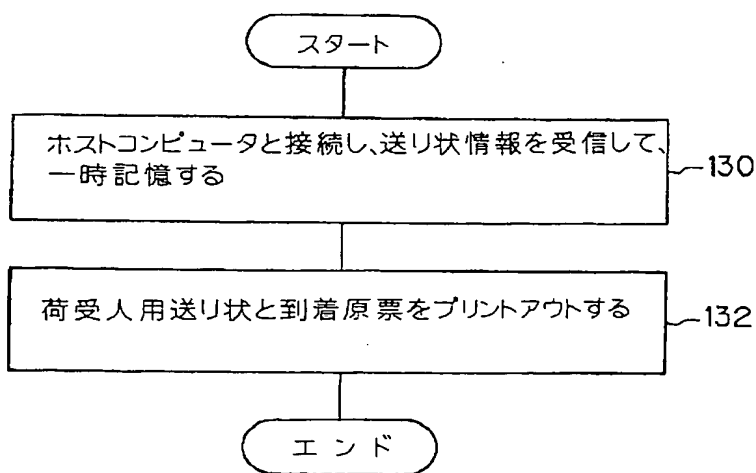 スタート
ホストコンピュータと接続し、送り状情報を受信して、
一時記憶する
130
荷受人用送り状と到着原票をプリントアウトする
132
エンド